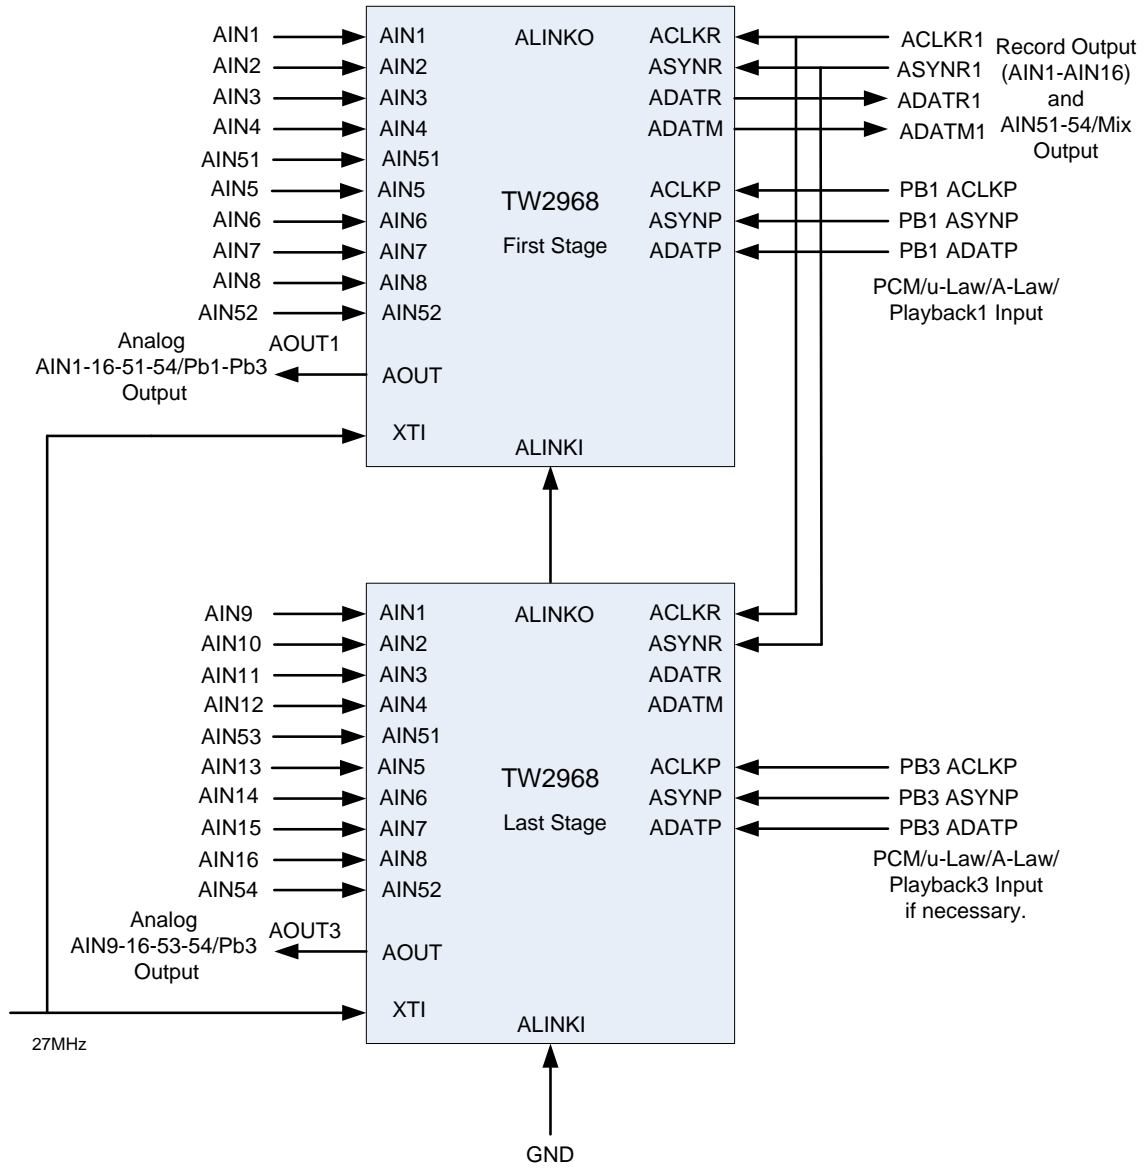 AIN1 AIN1 ALINKO ACLKR ACLKR1
AIN2 AIN2 ASYNR ASYNR1
AIN3 AIN3 ADATR ADATR1
AIN4 AIN4 ADATM ADATM1
Record Output
(AIN1-AIN16)
and
AIN51-54/Mix
Output
AIN51 AIN51
AIN5 AIN5 ACLKP PB1 ACLKP
TW2968
AIN6 AIN6 ASYNP PB1 ASYNP
AIN7 AIN7 First Stage ADATP PB1 ADATP
AIN8 AIN8
AIN52 AIN52
PCM/u-Law/A-Law/
Playback1 Input
Analog
AIN1-16-51-54/Pb1-Pb3
Output
AOUT1
AOUT
XTI
ALINKI
AIN9 AIN1 ALINKO ACLKR
AIN10 AIN2 ASYNR
AIN11 AIN3 ADATR
AIN12 AIN4 ADATM
AIN53 AIN51
AIN13 AIN5 ACLKP PB3 ACLKP
TW2968
AIN14 AIN6 ASYNP PB3 ASYNP
AIN15 AIN7 Last Stage ADATP PB3 ADATP
AIN16 AIN8
AIN54 AIN52
PCM/u-Law/A-Law/
Playback3 Input
if necessary.
Analog
AIN9-16-53-54/Pb3
Output
AOUT3
AOUT
XTI
ALINKI
27MHz
GND